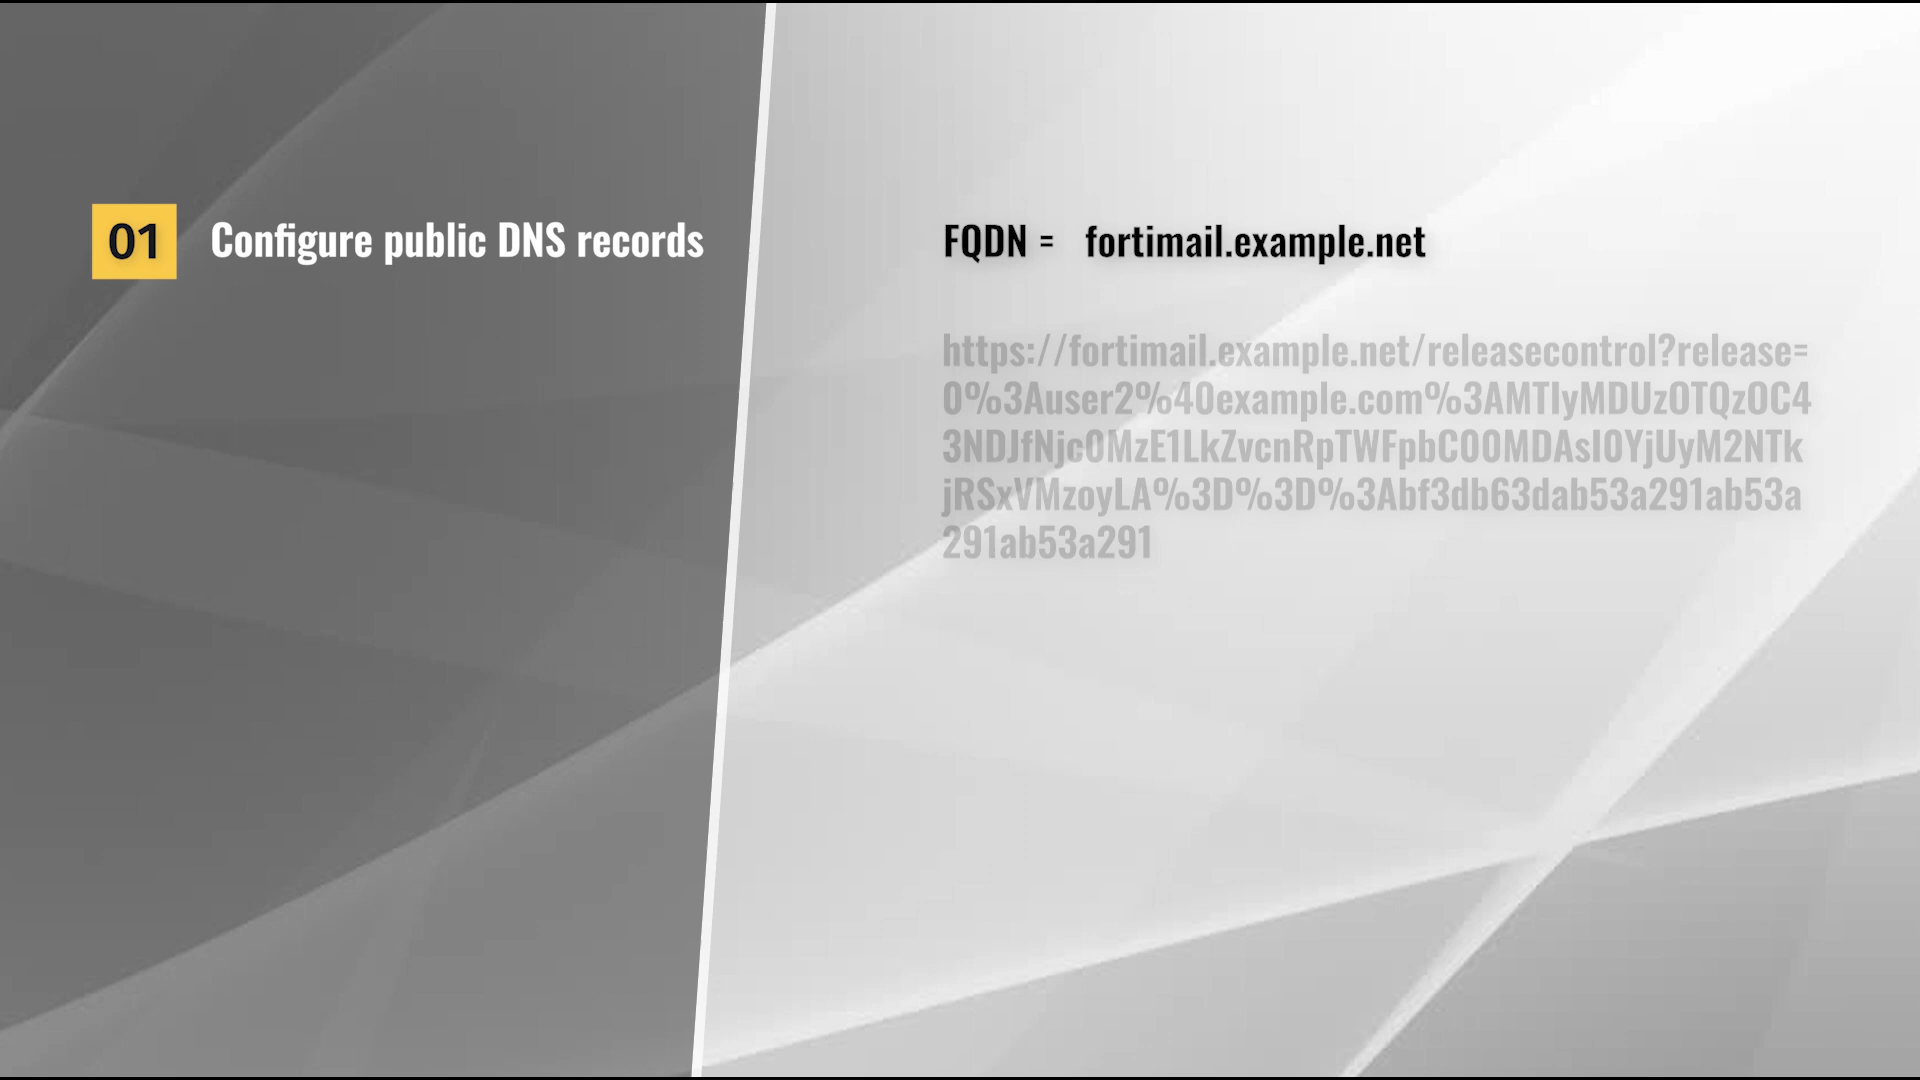 01 Configure public DNS records
FQDN = fortimail.example.net
https://fortimail.example.net/releasecontrol?release=
0%3Auser2%40example.com%3AMTIyMDUzOTQzOC4
3NDJfNjc0MzE1LkZvcnRpTWFpbC00MDAsI0YjUyM2NTk
jRSxVMzoyLA%3D%3D%3Abf3db63dab53a291ab53a
291ab53a291